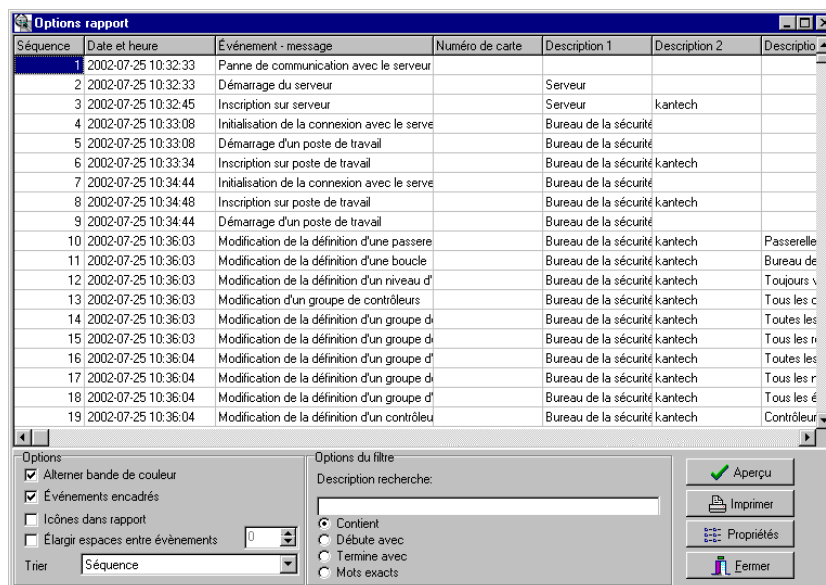 Options rapport
Séquence Date et heure Événement - message Numéro de carte Description 1 Description 2 Descriptio
1 2002-07-25 10:32:33 Panne de communication avec le serveur
2 2002-07-25 10:32:33 Démarrage du serveur Serveur
3 2002-07-25 10:32:45 Inscription sur serveur Serveur kantech
4 2002-07-25 10:33:08 Initialisation de la connexion avec le serve Bureau de la sécurité
5 2002-07-25 10:33:08 Démarrage d'un poste de travail Bureau de la sécurité
6 2002-07-25 10:33:34 Inscription sur poste de travail Bureau de la sécurité kantech
7 2002-07-25 10:34:44 Initialisation de la connexion avec le serve Bureau de la sécurité
8 2002-07-25 10:34:48 Inscription sur poste de travail Bureau de la sécurité kantech
9 2002-07-25 10:34:44 Démarrage d'un poste de travail Bureau de la sécurité
10 2002-07-25 10:36:03 Modification de la définition d'une passere Bureau de la sécurité kantech Passerelle
11 2002-07-25 10:36:03 Modification de la définition d'une boucle Bureau de la sécurité kantech Bureau de
12 2002-07-25 10:36:03 Modification de la définition d'un niveau d' Bureau de la sécurité kantech Toujours v
13 2002-07-25 10:36:03 Modification d'un groupe de contrôleurs Bureau de la sécurité kantech Tous les c
14 2002-07-25 10:36:03 Modification de la définition d'un groupe de Bureau de la sécurité kantech Toutes les
15 2002-07-25 10:36:03 Modification de la définition d'un groupe de Bureau de la sécurité kantech Tous les re
16 2002-07-25 10:36:04 Modification de la définition d'un groupe d' Bureau de la sécurité kantech Toutes les
17 2002-07-25 10:36:04 Modification de la définition d'un groupe de Bureau de la sécurité kantech Tous les n
18 2002-07-25 10:36:04 Modification de la définition d'un groupe d' Bureau de la sécurité kantech Tous les é
19 2002-07-25 10:36:04 Modification de la définition d'un contrôleu Bureau de la sécurité kantech Contrôleur
Options
Alterner bande de couleur
Événements encadrés
Icônes dans rapport
Élargir espaces entre évènements 0
Trier Séquence
Options du filtre
Description recherche:
Contient
Débute avec
Termine avec
Mots exacts
Aperçu
Imprimer
Propriétés
Fermer